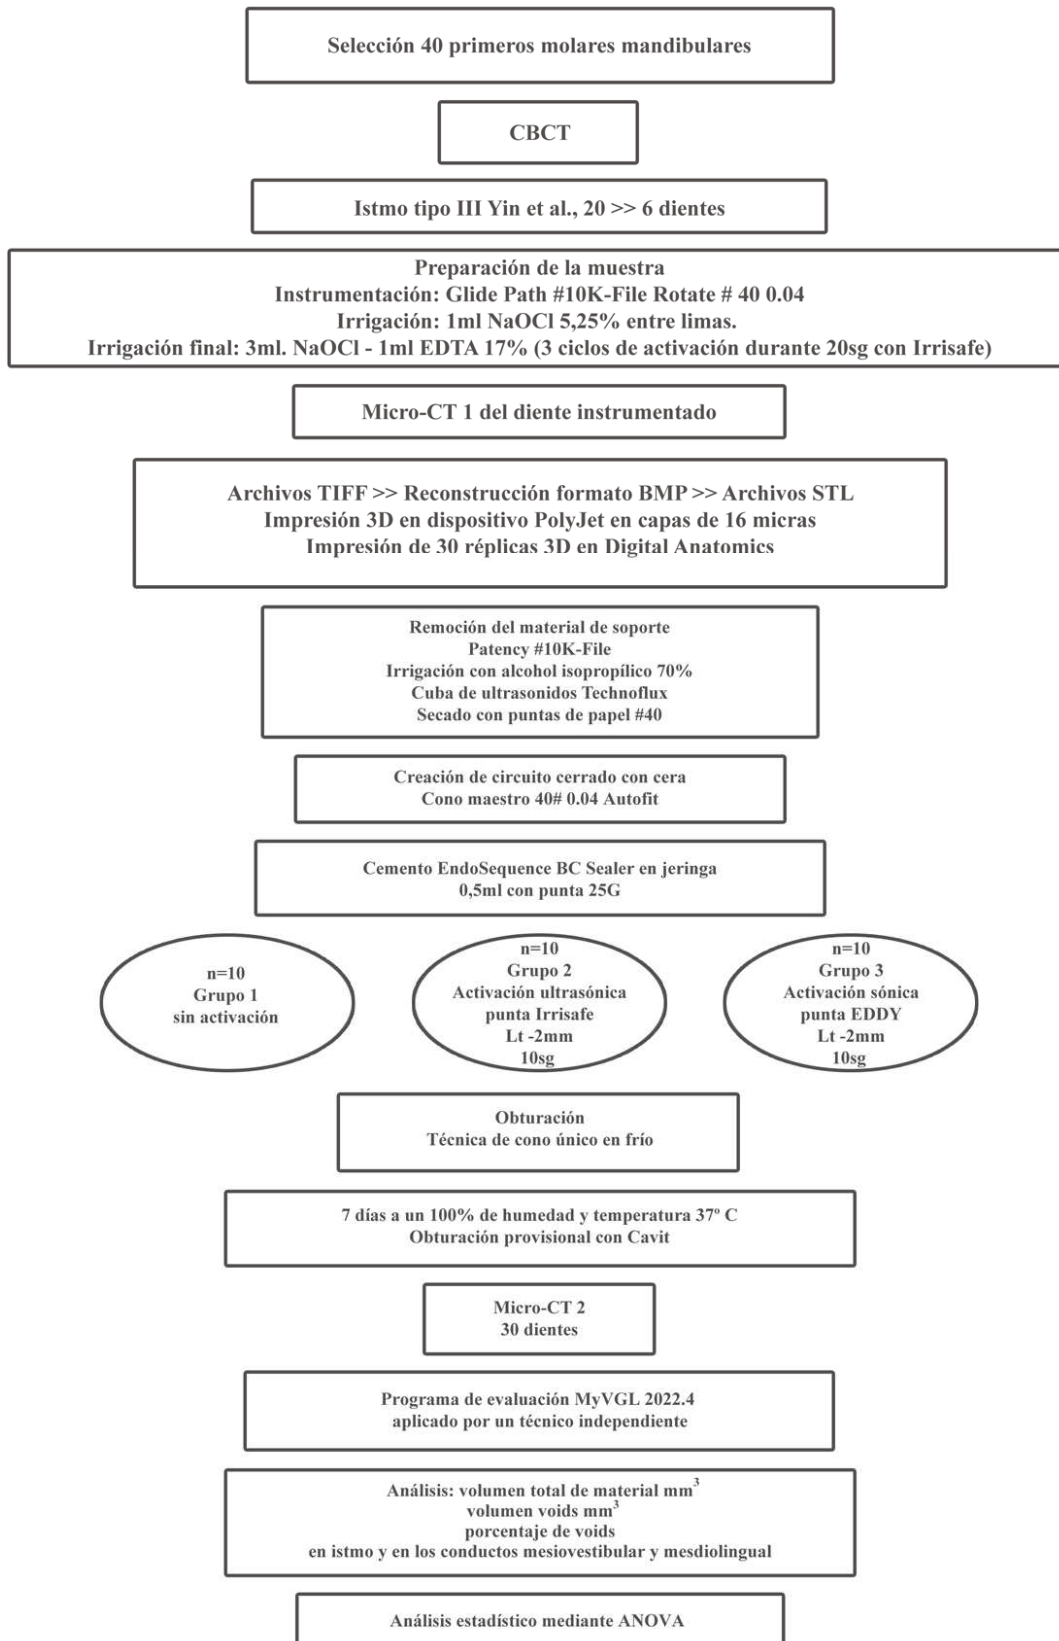 Selección 40 primeros molares mandibulares
CBCT
Istmo tipo III Yin et al., 20 >> 6 dientes
Preparación de la muestra
Instrumentación: Glide Path #10K-File Rotate # 40 0.04
Irrigación: 1ml NaOCl 5,25% entre limas.
Irrigación final: 3ml. NaOCl - 1ml EDTA 17% (3 ciclos de activación durante 20sg con Irrisafe)
Micro-CT 1 del diente instrumentado
Archivos TIFF >> Reconstrucción formato BMP >> Archivos STL
Impresión 3D en dispositivo PolyJet en capas de 16 micras
Impresión de 30 réplicas 3D en Digital Anatomics
Remoción del material de soporte
Patency #10K-File
Irrigación con alcohol isopropílico 70%
Cuba de ultrasonidos Technoflux
Secado con puntas de papel #40
Creación de circuito cerrado con cera
Cono maestro 40# 0.04 Autofit
Cemento EndoSequence BC Sealer en jeringa
0,5ml con punta 25G
n=10
Grupo 1
sin activación
n=10
Grupo 2
Activación ultrasónica
punta Irrisafe
Lt -2mm
10sg
n=10
Grupo 3
Activación sónica
punta EDDY
Lt -2mm
10sg
Obturación
Técnica de cono único en frío
7 días a un 100% de humedad y temperatura 37º C
Obturación provisional con Cavit
Micro-CT 2
30 dientes
Programa de evaluación MyVGL 2022.4
aplicado por un técnico independiente
Análisis: volumen total de material mm³
volumen voids mm³
porcentaje de voids
en istmo y en los conductos mesiovestibular y mesdiolingual
Análisis estadístico mediante ANOVA